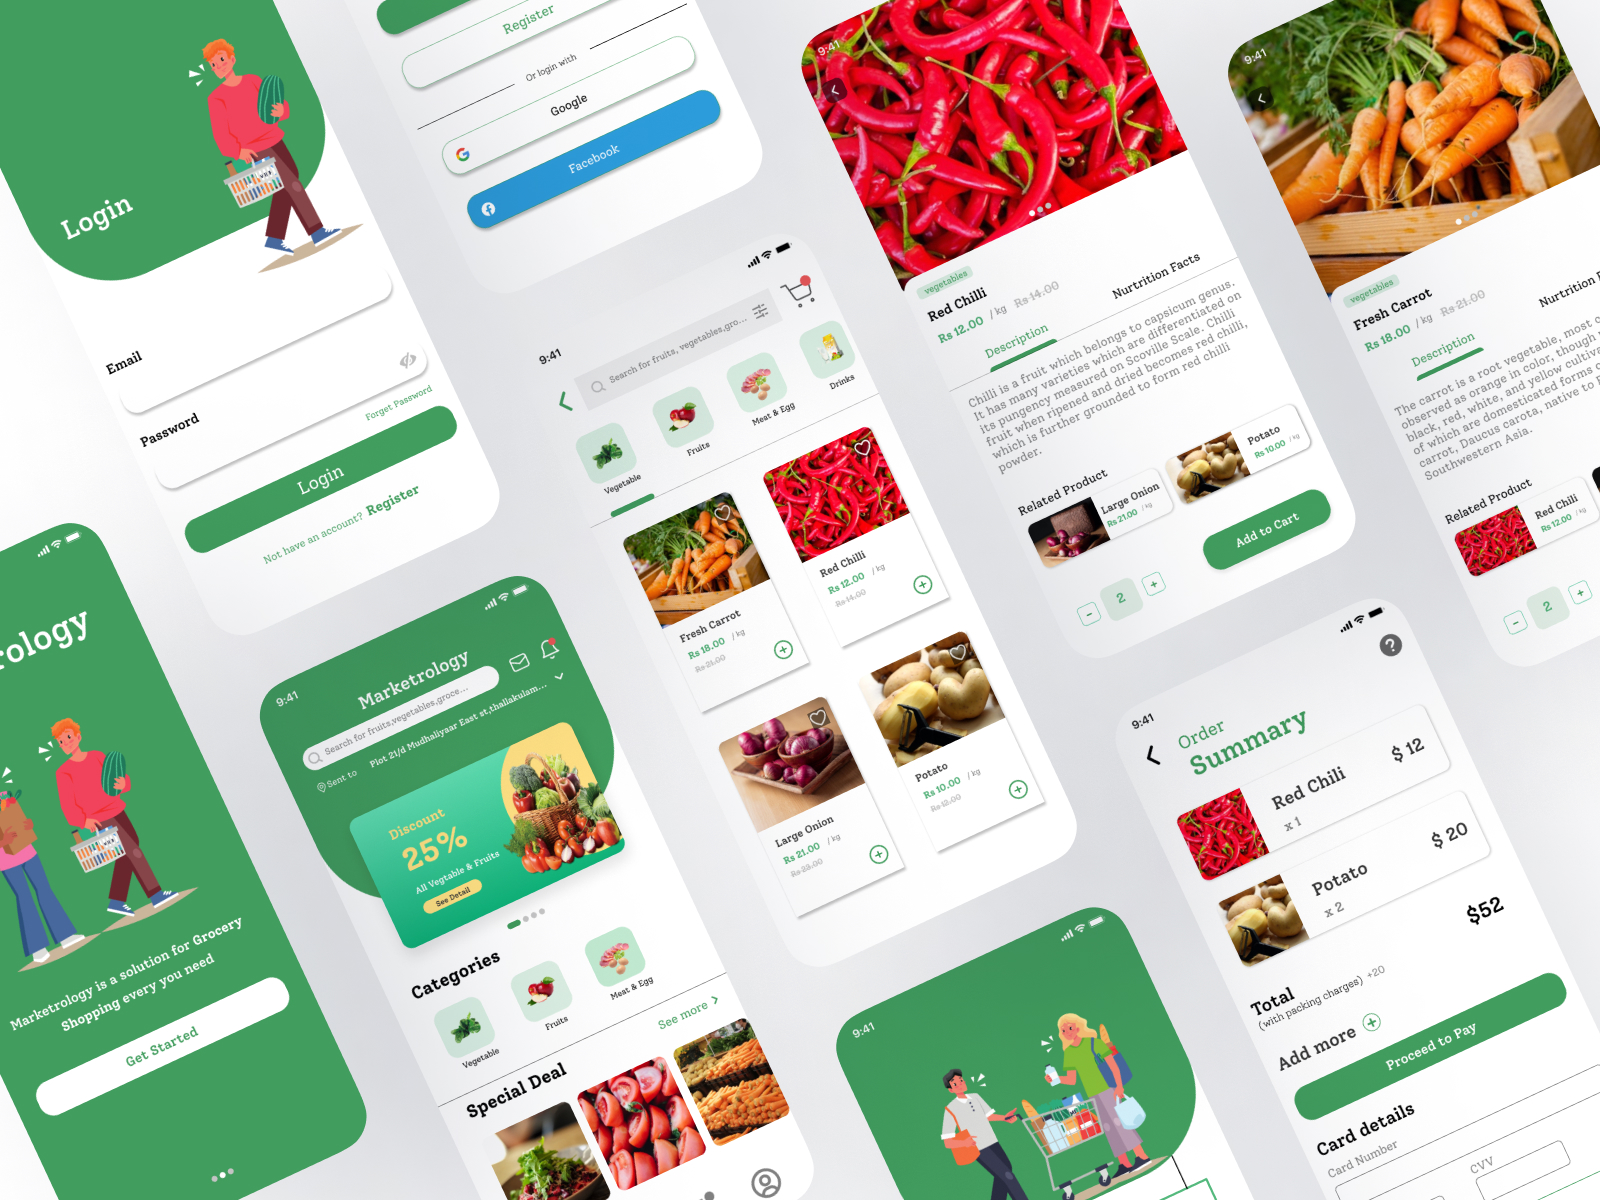 Login
Email
Password
Forget Password
Login
Not have an account? Register
Register
Or login with
Google
Facebook
Marketrology is a solution for Grocery
Shopping every you need
Get Started
9:41
Marketrology
Search for fruits,vegetables,groce...
Sent to
Plot 21/d Mudhaliyaar East st,thallakulam...
Discount
25%
All Vegtable & Fruits
See Detail
Categories
Vegetable
Fruits
Meat & Egg
See more
Special Deal
9:41
Search for fruits, vegetables,gro...
Vegetable
Fruits
Meat & Egg
Drinks
Fresh Carrot
Rs 18.00 / kg
Rs 21.00
Red Chilli
Rs 12.00 / kg
Rs 14.00
Large Onion
Rs 21.00 / kg
Rs 23.00
Potato
Rs 10.00 / kg
Rs 12.00
9:41
vegetables
Red Chilli
Rs 12.00 / kg Rs 14.00
Description
Nurtrition Facts
Chilli is a fruit which belongs to capsicium genus.
It has many varieties which are differentiated on
its pungency measured on Scoville Scale. Chilli
fruit when ripened and dried becomes red chilli,
which is further grounded to form red chilli
powder.
Related Product
Large Onion
Rs 21.00 / kg
Potato
Rs 10.00 / kg
- 2 +
Add to Cart
9:41
vegetables
Fresh Carrot
Rs 18.00 / kg Rs 21.00
Description
Nurtrition
The carrot is a root vegetable, most
observed as orange in color, though
black, red, white, and yellow
of which are domesticated forms
carrot, Daucus carota, native to
Southwestern Asia.
Related Product
Red Chilli
Rs 12.00 / kg
- 2 +
9:41
9:41
?
Order
Summary
Red Chili
x 1
$ 12
Potato
x 2
$ 20
$52
Total
(with packing charges) +20
Add more
Proceed to Pay
Card details
Card Number
CVV